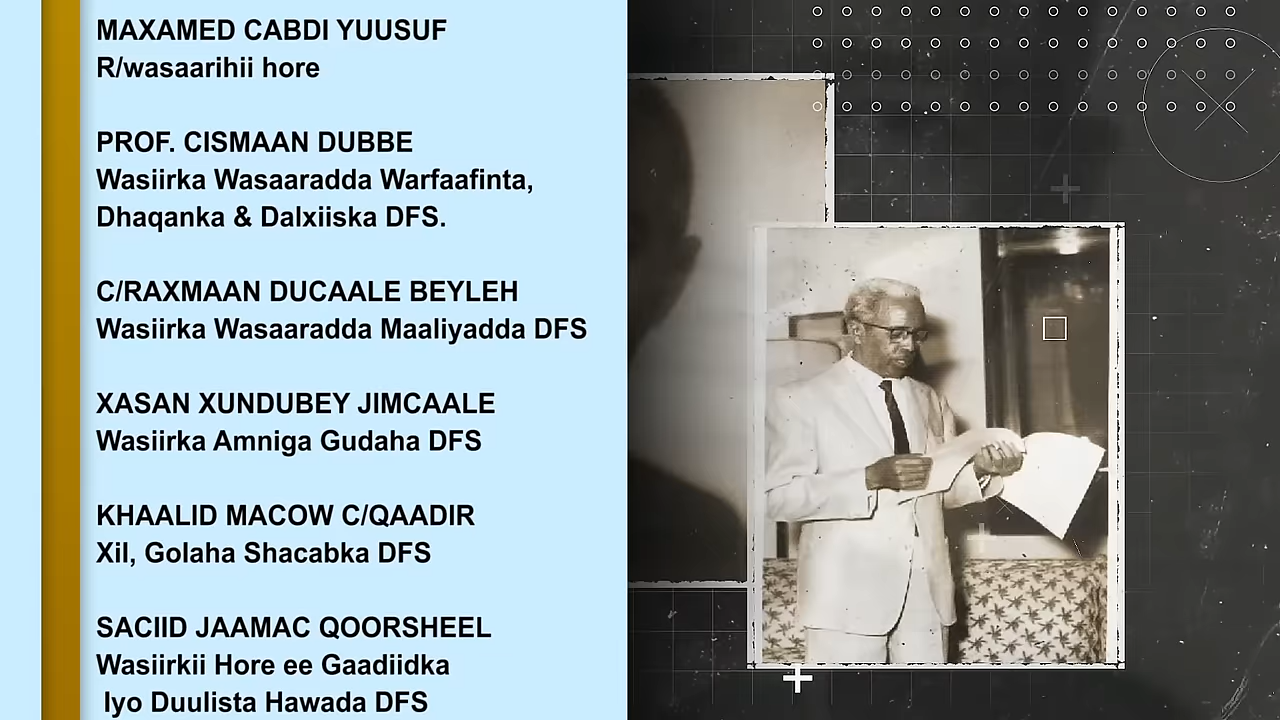 MAXAMED CABDI YUUSUF
R/wasaarihii hore
PROF. CISMAAN DUBBE
Wasiirka Wasaaradda Warfaafinta,
Dhaqanka & Dalxiiska DFS.
C/RAXMAAN DUCAALE BEYLEH
Wasiirka Wasaaradda Maaliyadda DFS
XASAN XUNDUBEY JIMCAALE
Wasiirka Amniga Gudaha DFS
KHAALID MACOW C/QAADIR
Xil, Golaha Shacabka DFS
SACIID JAAMAC QOORSHEEL
Wasiirkii Hore ee Gaadiidka
Iyo Duulista Hawada DFS